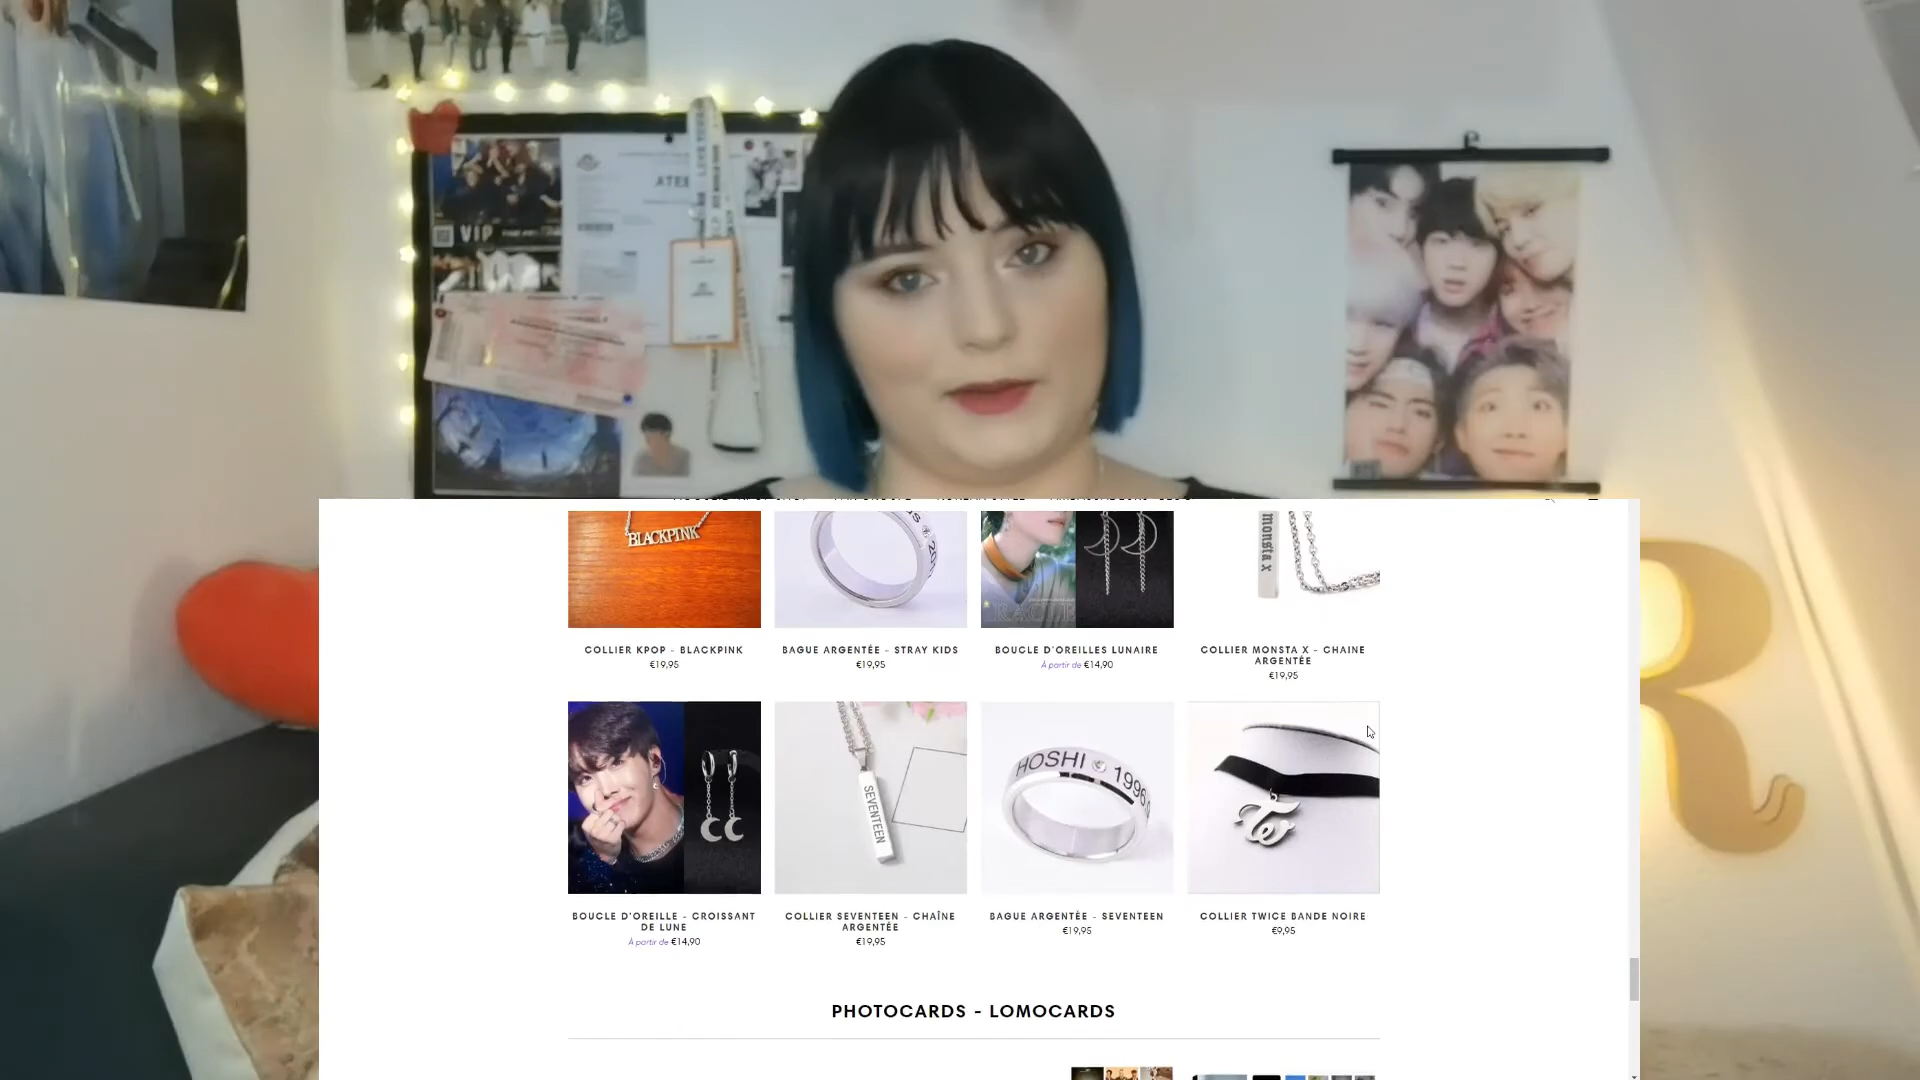 VIP
BLACKPINK
monsta x
COLLIER KPOP - BLACKPINK
€19,95
BAGUE ARGENTÉE - STRAY KIDS
€19,95
BOUCLE D'OREILLES LUNAIRE
À partir de €14,90
COLLIER MONSTA X - CHAINE
ARGENTÉE
€19,95
SEVENTEEN
HOSHI 1996
BOUCLE D'OREILLE - CROISSANT
DE LUNE
À partir de €14,90
COLLIER SEVENTEEN - CHAÎNE
ARGENTÉE
€19,95
BAGUE ARGENTÉE - SEVENTEEN
€19,95
COLLIER TWICE BANDE NOIRE
€9,95
PHOTOCARDS - LOMOCARDS
R